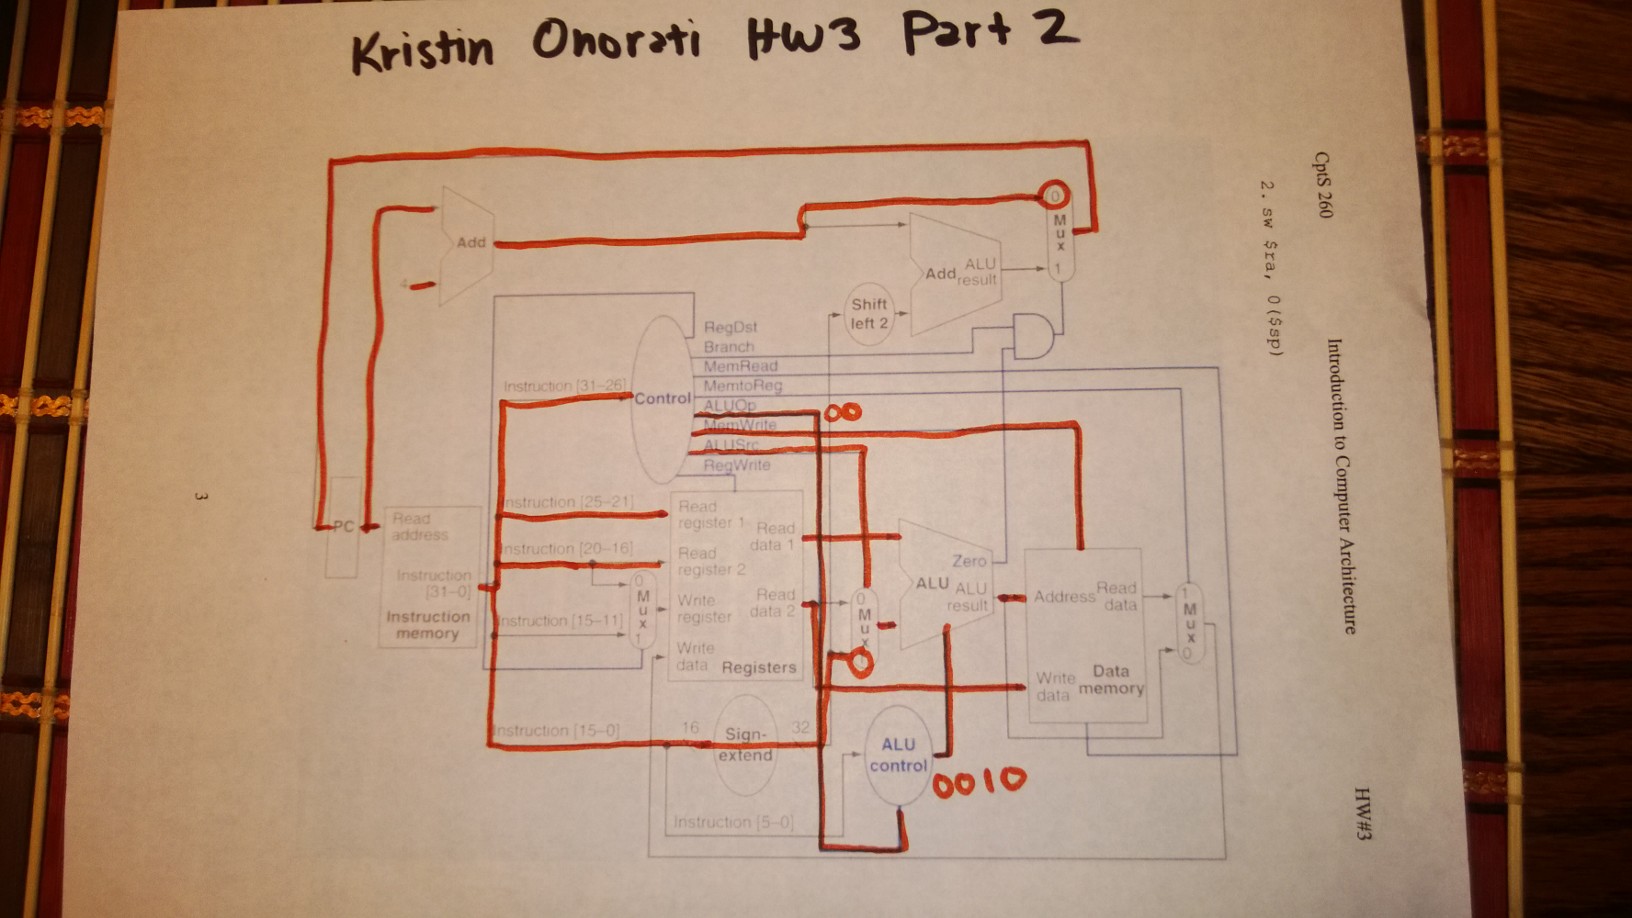 Kristin Onorati HW3 Part 2
CptS 260
Introduction to Computer Architecture
HW#3
2. sw $ra, 0($sp)
Add
4
0
M
u
x
1
Add
ALU
result
Shift
left 2
RegDst
Branch
MemRead
MemtoReg
ALUOp
MemWrite
ALUSrc
RegWrite
Control
00
Instruction [31–26]
Instruction [25–21]
Instruction [20–16]
Instruction [15–11]
Instruction [15–0]
Instruction [5–0]
PC
Read
address
Instruction
[31–0]
Instruction
memory
0
M
u
x
1
Read
register 1
Read
register 2
Write
register
Write
data
Read
data 1
Read
data 2
Registers
0
M
u
x
Zero
ALU
ALU
result
Address
Read
data
Write
data
Data
memory
1
M
u
x
0
16
Sign-
extend
32
ALU
control
0010
3